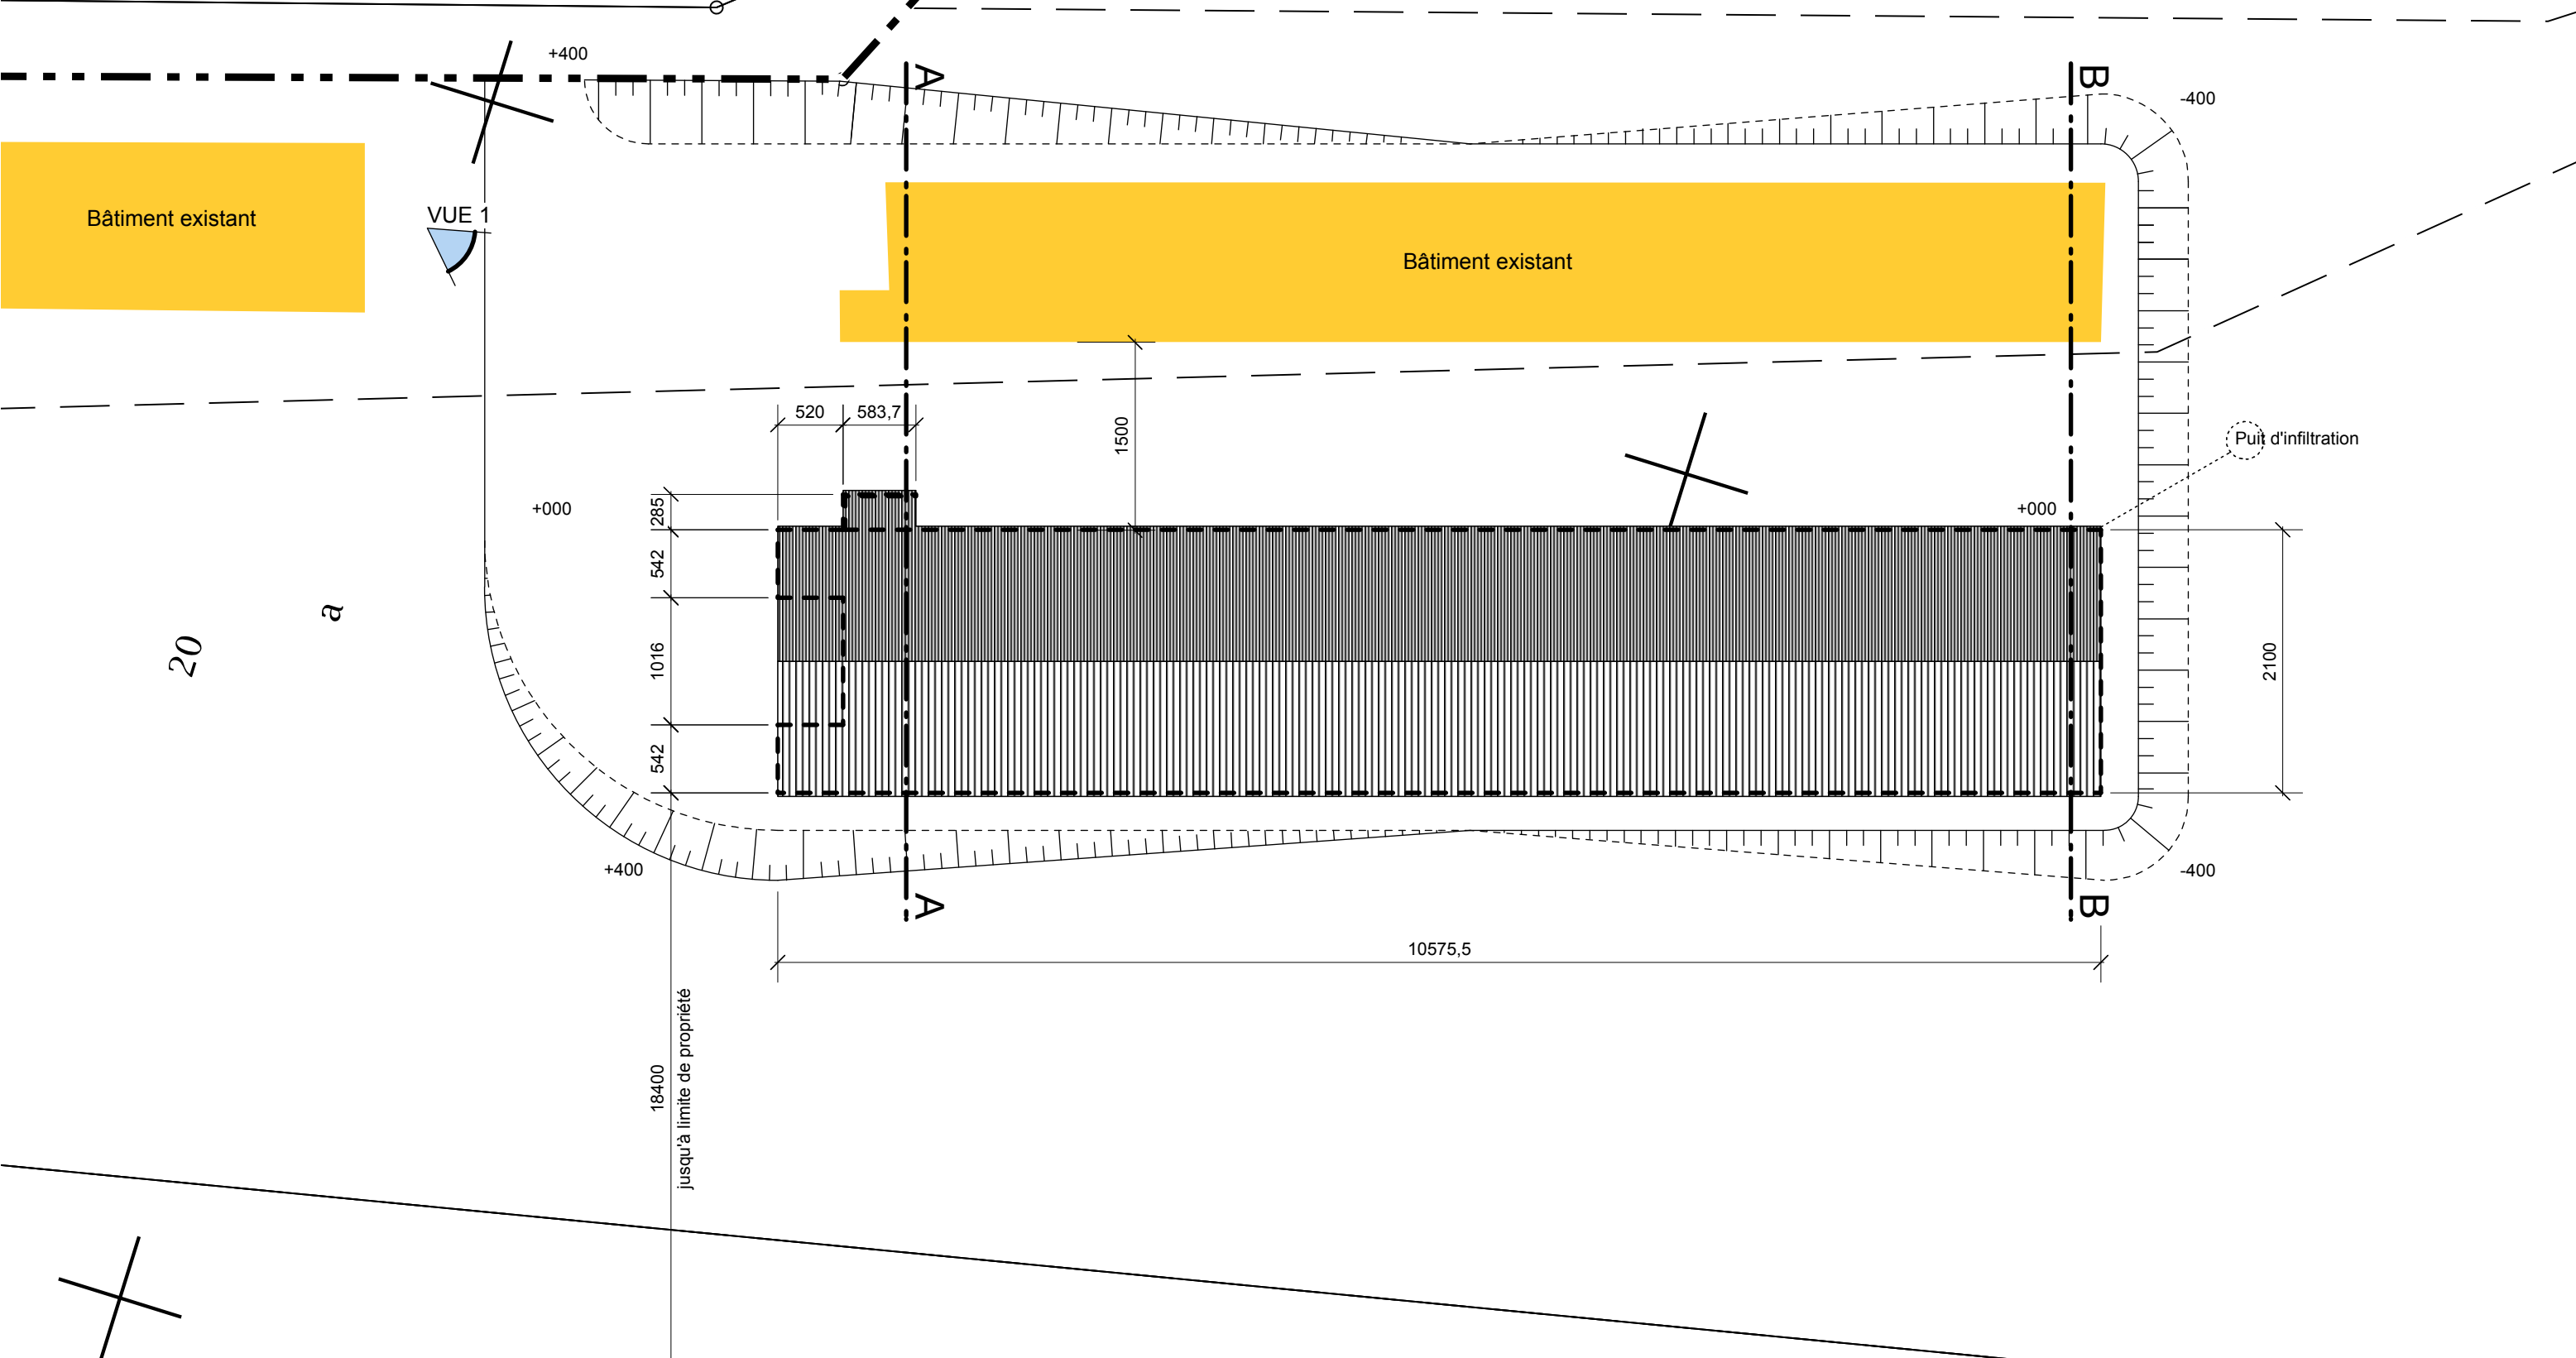 +400
A
B
-400
Bâtiment existant
VUE 1
Bâtiment existant
520
583,7
1500
Puit d'infiltration
+000
285
+000
542
20
a
1016
2100
542
+400
-400
A
B
10575,5
18400
jusqu'à limite de propriété